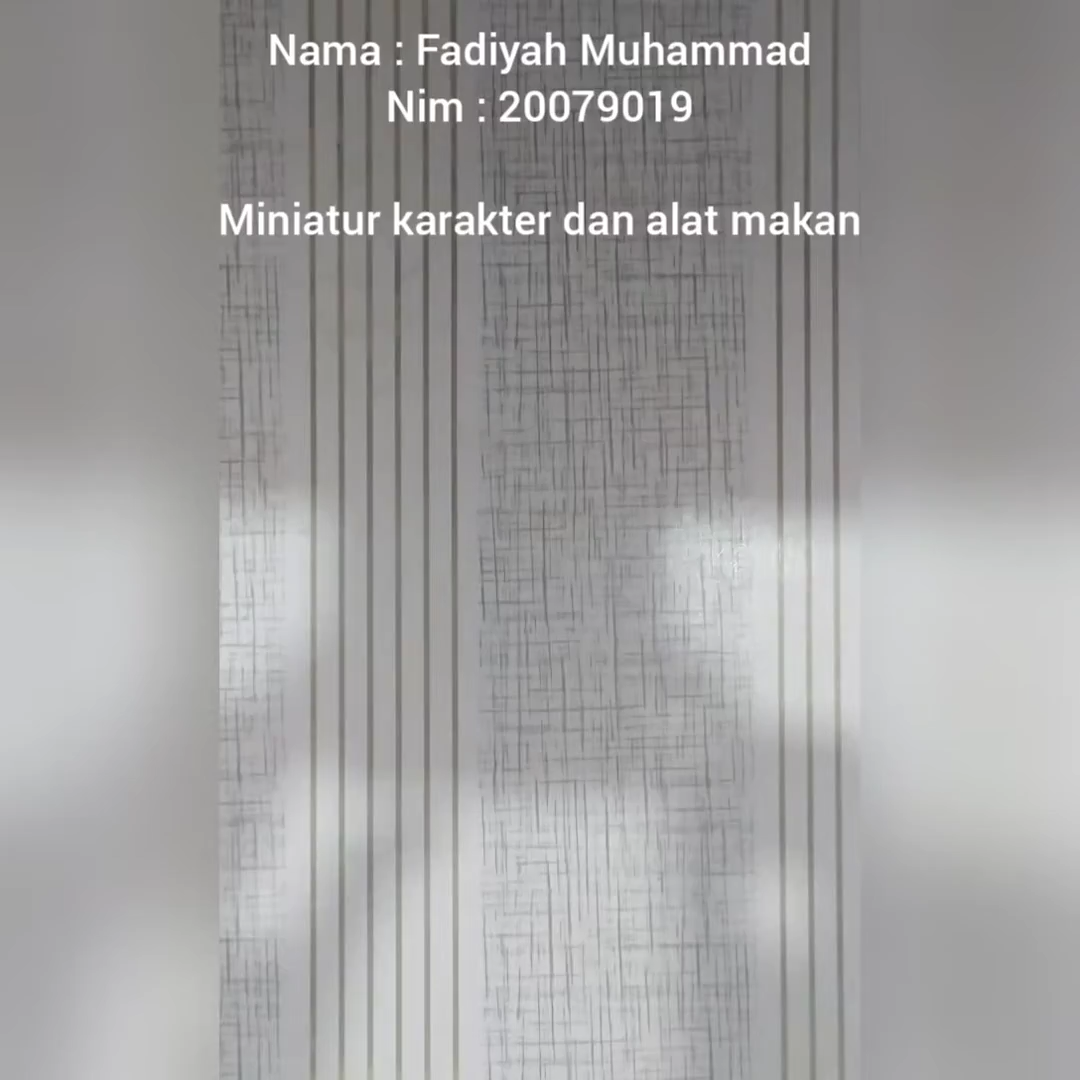 Nama : Fadiyah Muhammad
Nim : 20079019
Miniatur karakter dan alat makan